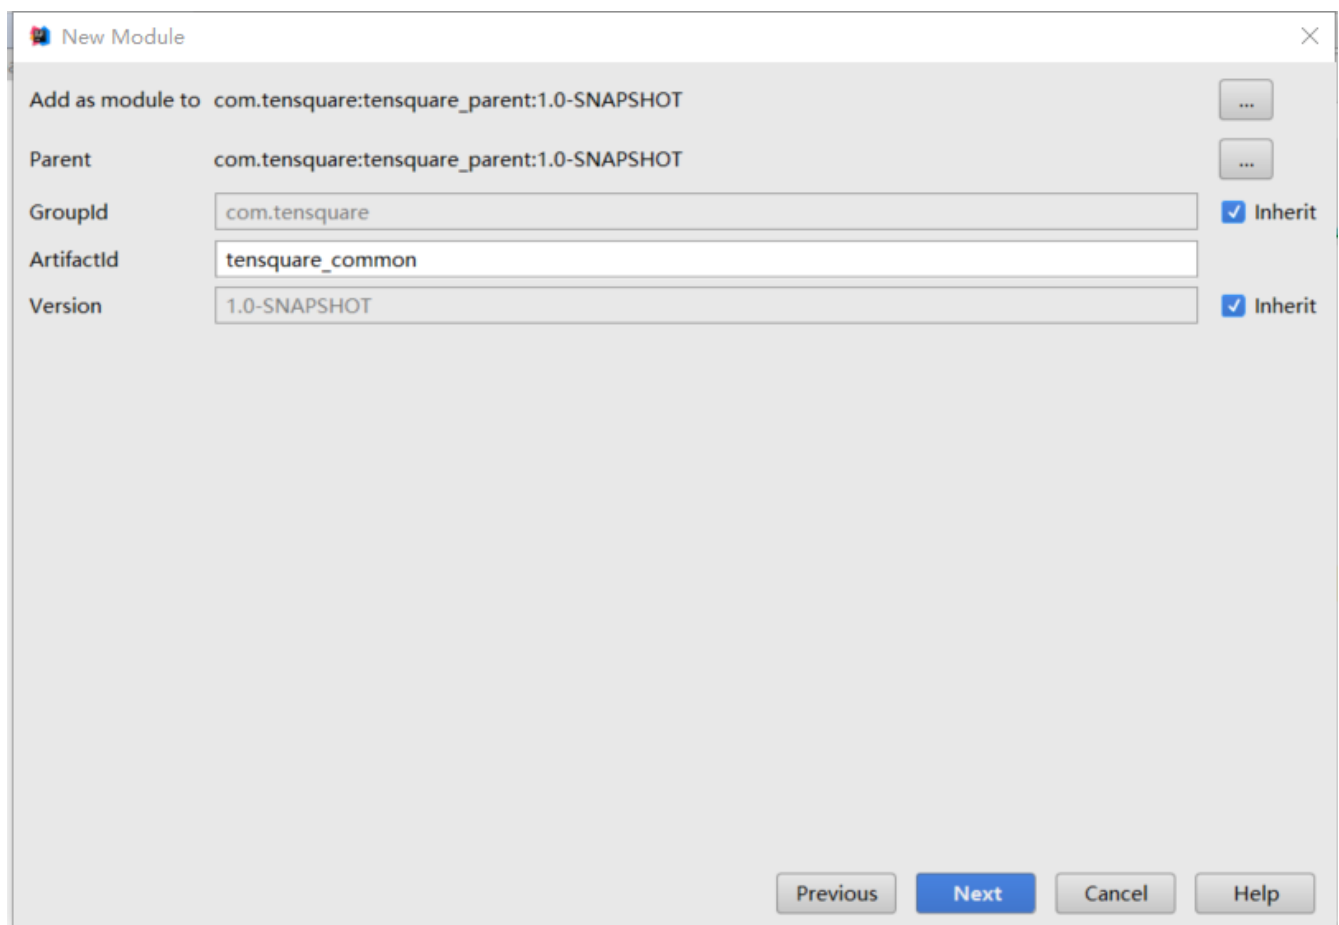 New Module
Add as module to com.tensquare:tensquare_parent:1.0-SNAPSHOT ...
Parent com.tensquare:tensquare_parent:1.0-SNAPSHOT ...
GroupId com.tensquare Inherit
ArtifactId tensquare_common
Version 1.0-SNAPSHOT Inherit
Previous Next Cancel Help